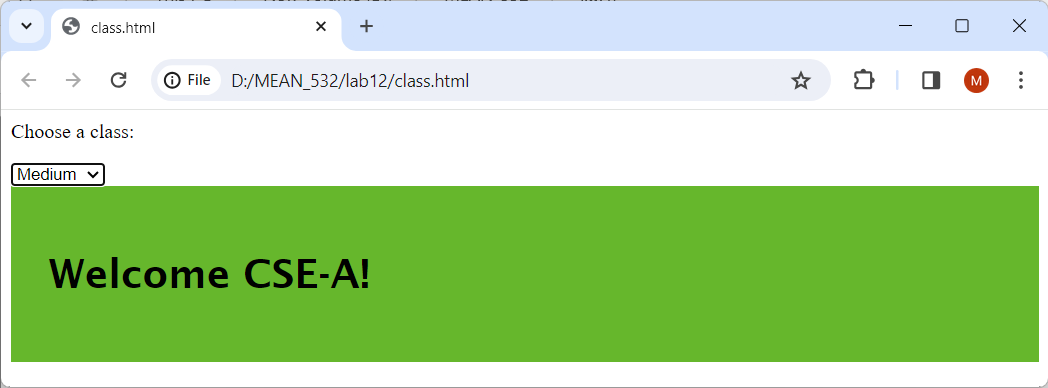 class.html
File D:/MEAN_532/lab12/class.html
M
Choose a class:
Medium
Welcome CSE-A!